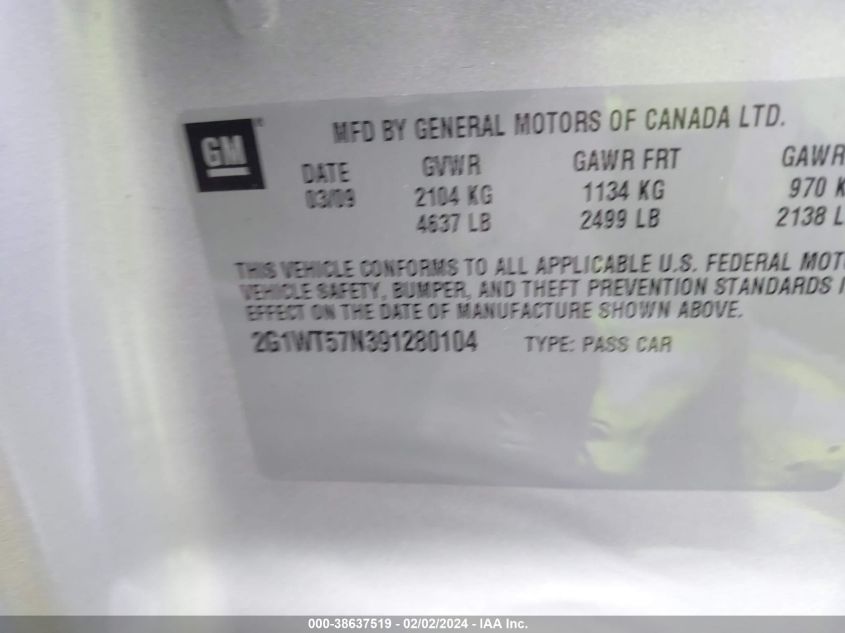 GM®
MFD BY GENERAL MOTORS OF CANADA LTD.
DATE GVWR GAWR FRT GAWR
03/09 2104 KG 1134 KG 970 K
4637 LB 2499 LB 2138 L
THIS VEHICLE CONFORMS TO ALL APPLICABLE U.S. FEDERAL MOT
VEHICLE SAFETY, BUMPER, AND THEFT PREVENTION STANDARDS I
EFFECT ON THE DATE OF MANUFACTURE SHOWN ABOVE.
2G1WT57N391280104 TYPE: PASS CAR
000-38637519 - 02/02/2024 - IAA Inc.